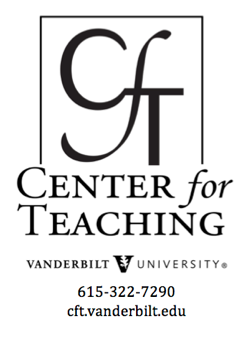 CfT
CENTER for
TEACHING
VANDERBILT V UNIVERSITY®
615-322-7290
cft.vanderbilt.edu